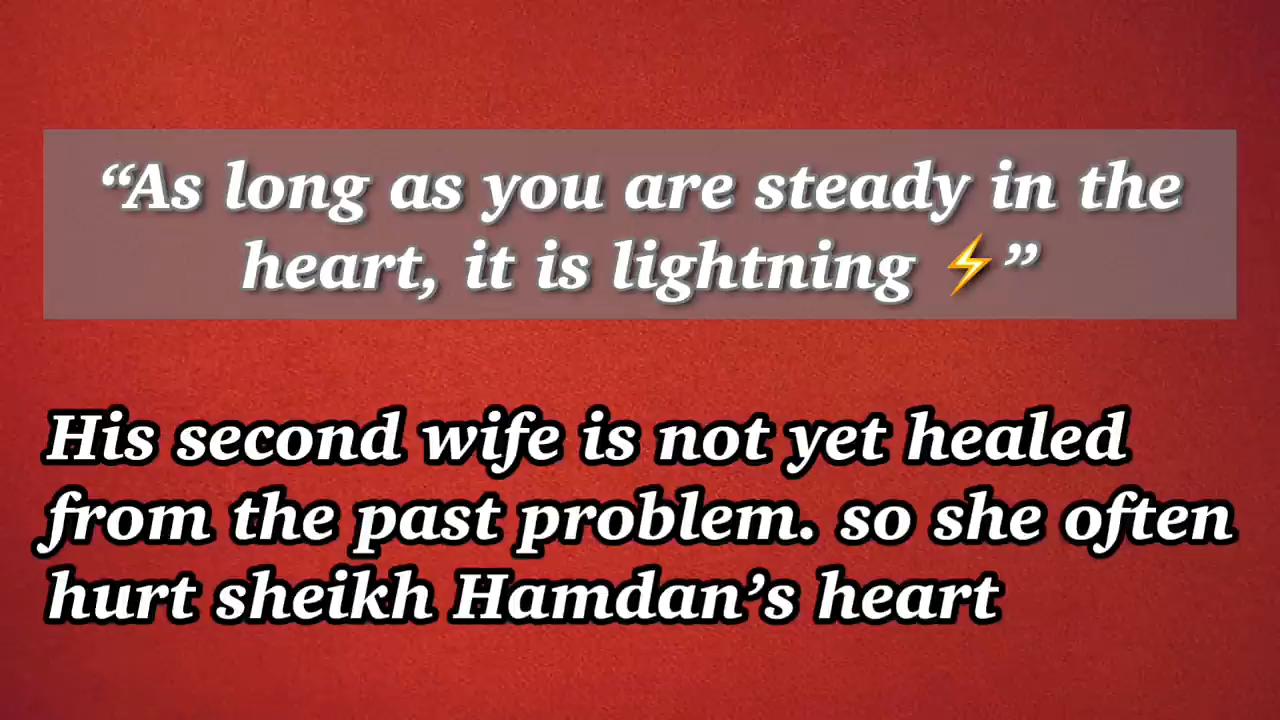 “As long as you are steady in the
heart, it is lightning ⚡”
His second wife is not yet healed
from the past problem. so she often
hurt sheikh Hamdan’s heart